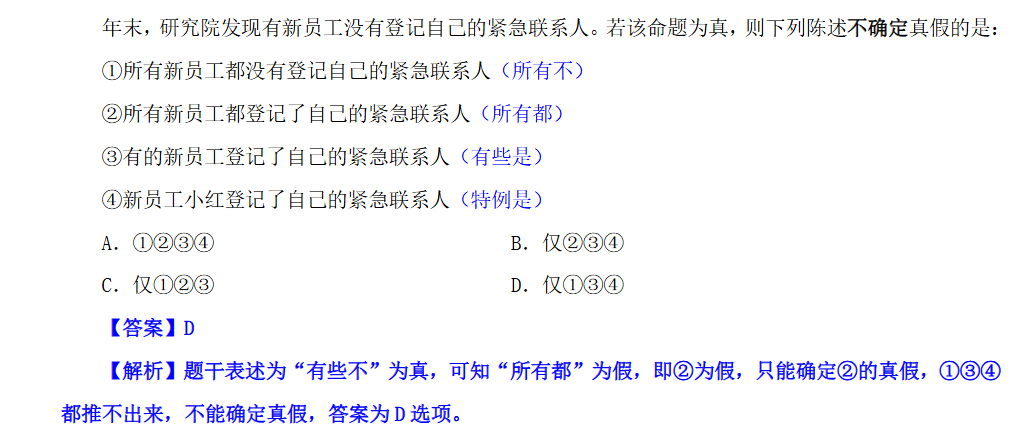 年末，研究院发现有新员工没有登记自己的紧急联系人。若该命题为真，则下列陈述不确定真假的是：
①所有新员工都没有登记自己的紧急联系人（所有不）
②所有新员工都登记了自己的紧急联系人（所有都）
③有的新员工登记了自己的紧急联系人（有些是）
④新员工小红登记了自己的紧急联系人（特例是）
A．①②③④ B．仅②③④
C．仅①②③ D．仅①③④
【答案】D
【解析】题干表述为“有些不”为真，可知“所有都”为假，即②为假，只能确定②的真假，①③④
都推不出来，不能确定真假，答案为 D 选项。